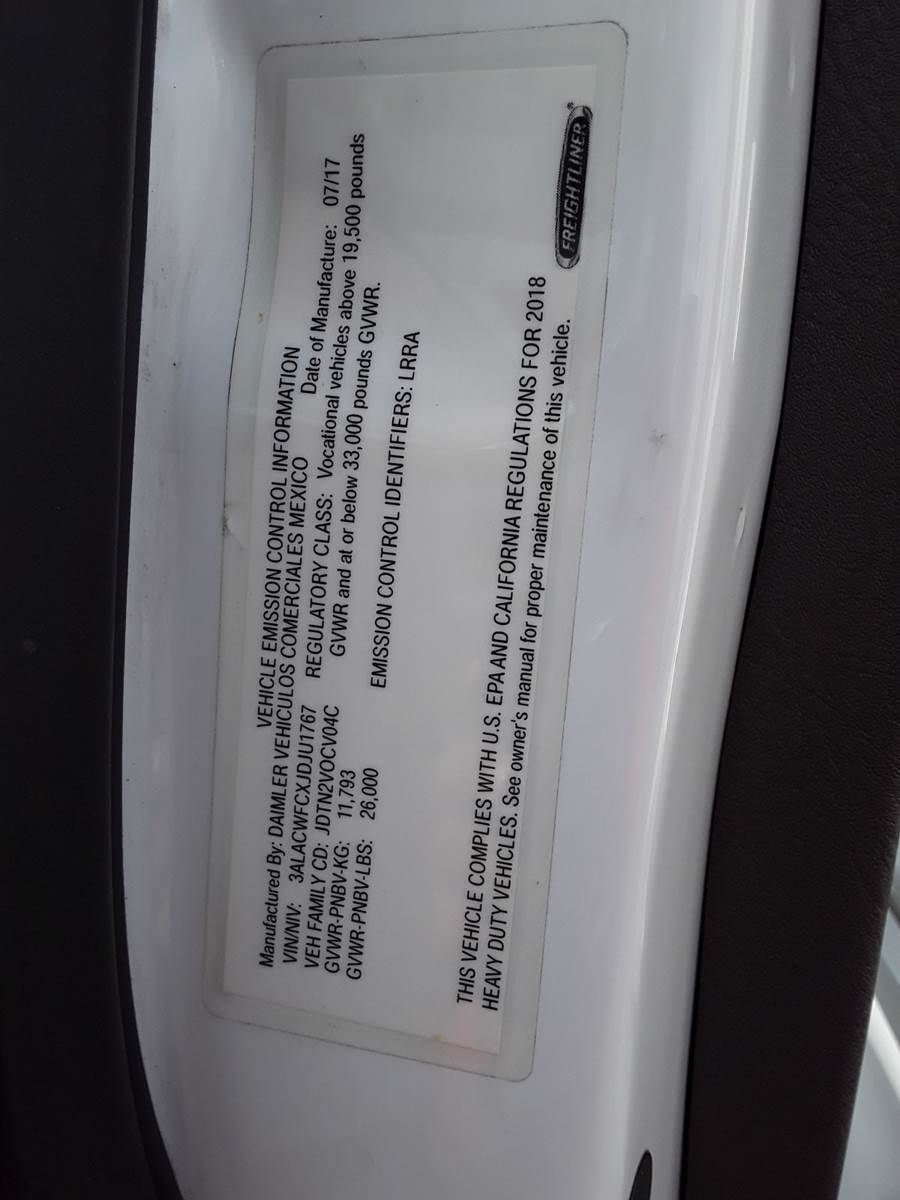 VEHICLE EMISSION CONTROL INFORMATION
Manufactured By: DAIMLER VEHICULOS COMERCIALES MEXICO
VIN/NIV: 3ALACWFCXJDJU1767 Date of Manufacture: 07/17
VEH FAMILY CD: JDTN2VOCV04C REGULATORY CLASS: Vocational vehicles above 19,500 pounds
GVWR-PNBV-KG: 11,793 GVWR and at or below 33,000 pounds GVWR.
GVWR-PNBV-LBS: 26,000
EMISSION CONTROL IDENTIFIERS: LRRA
THIS VEHICLE COMPLIES WITH U.S. EPA AND CALIFORNIA REGULATIONS FOR 2018
HEAVY DUTY VEHICLES. See owner's manual for proper maintenance of this vehicle.
FREIGHTLINER®